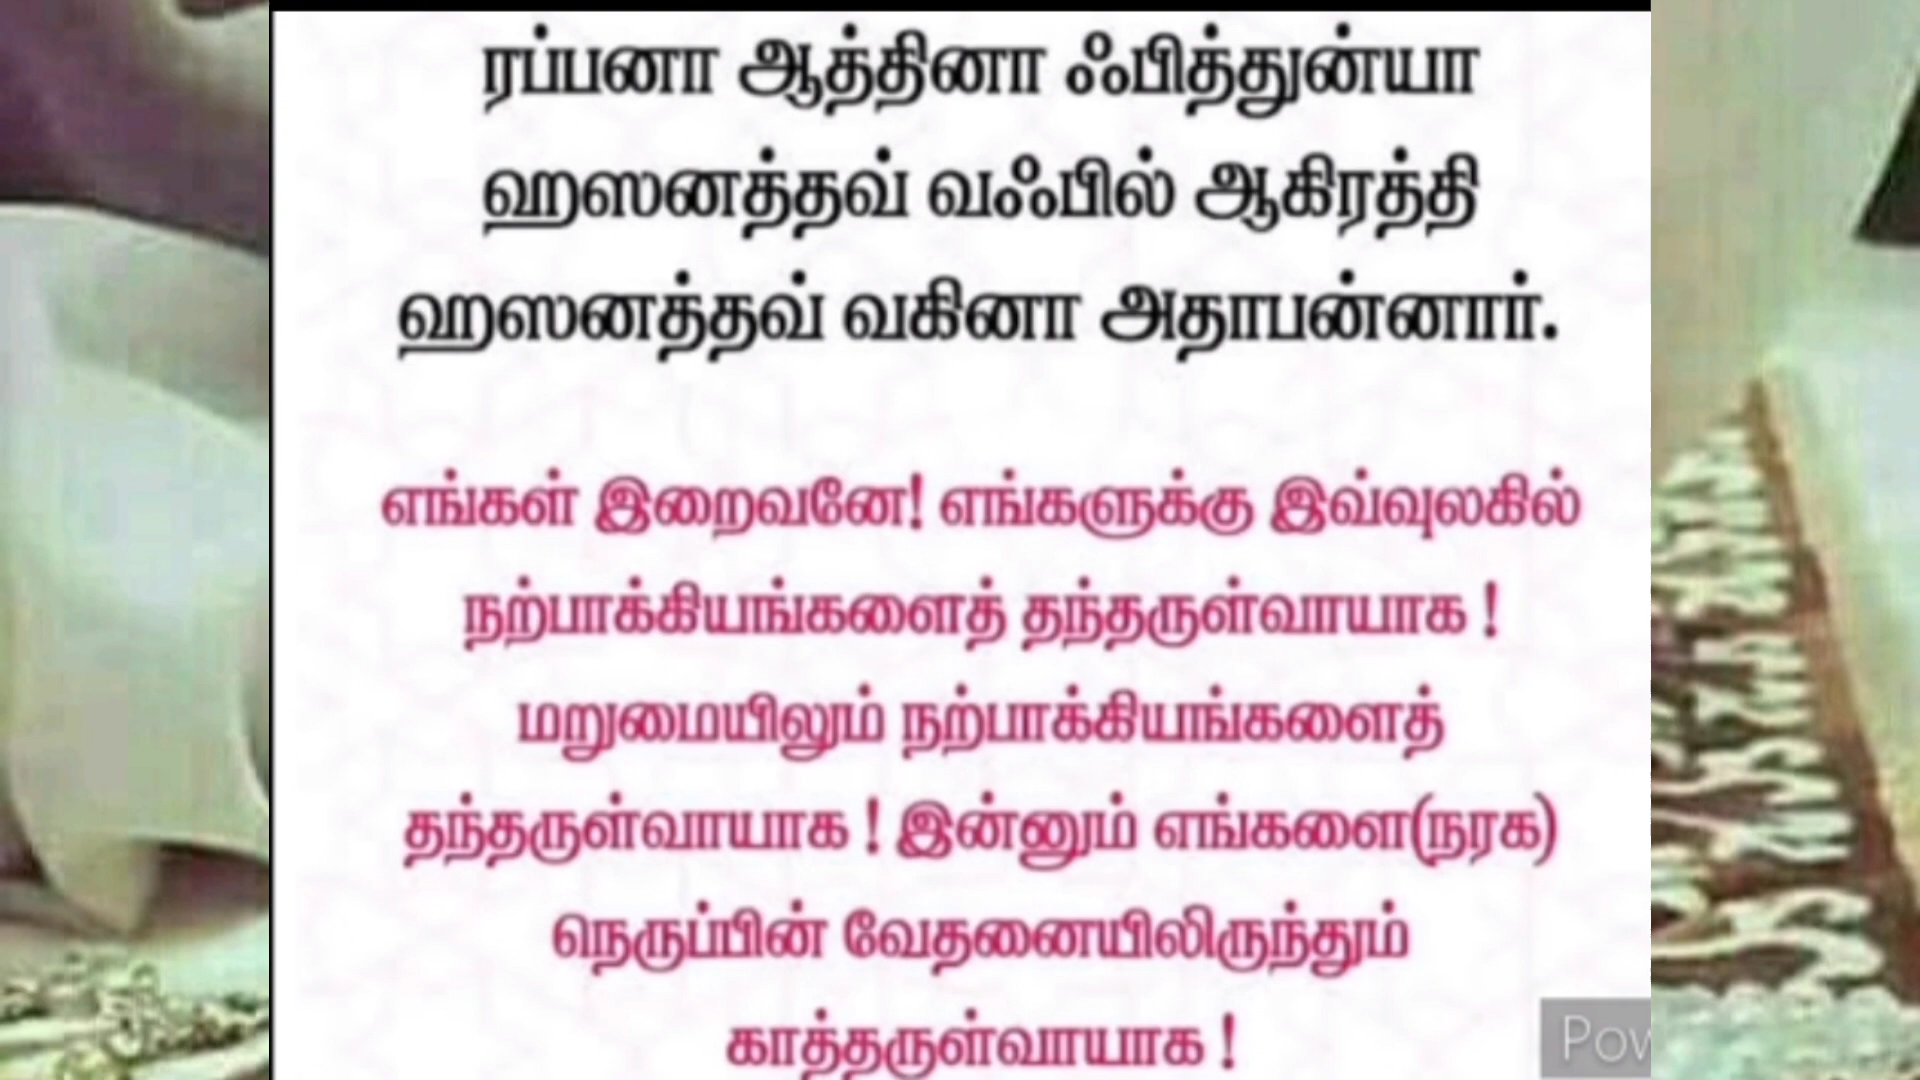 ரப்பனா ஆத்தினா ஃபித்துன்யா
ஹஸனத்தவ் வஃபில் ஆகிரத்தி
ஹஸனத்தவ் வகினா அதாபன்னார்.
எங்கள் இறைவனே! எங்களுக்கு இவ்வுலகில்
நற்பாக்கியங்களைத் தந்தருள்வாயாக !
மறுமையிலும் நற்பாக்கியங்களைத்
தந்தருள்வாயாக ! இன்னும் எங்களை(நரக)
நெருப்பின் வேதனையிலிருந்தும்
காத்தருள்வாயாக !